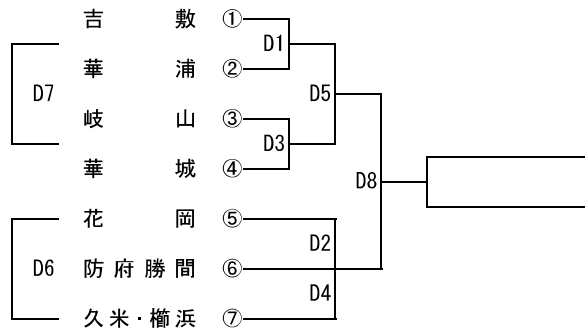 吉敷 ①
D1
華浦 ②
D7 D5
岐山 ③
D3
華城 ④
D8
花岡 ⑤
D2
D6 防府勝間 ⑥
D4
久米・櫛浜 ⑦